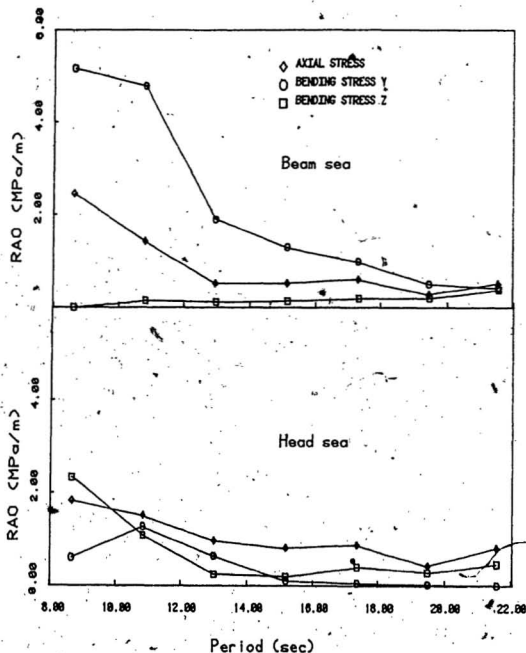 6.00
4.00
2.00
RAO (MPa/m)
AXIAL STRESS
BENDING STRESS Y
BENDING STRESS Z
Beam sea
4.00
2.00
0.00
RAO (MPa/m)
Head sea
8.00 10.00 12.00 14.00 16.00 18.00 20.00 22.00
Period (sec)